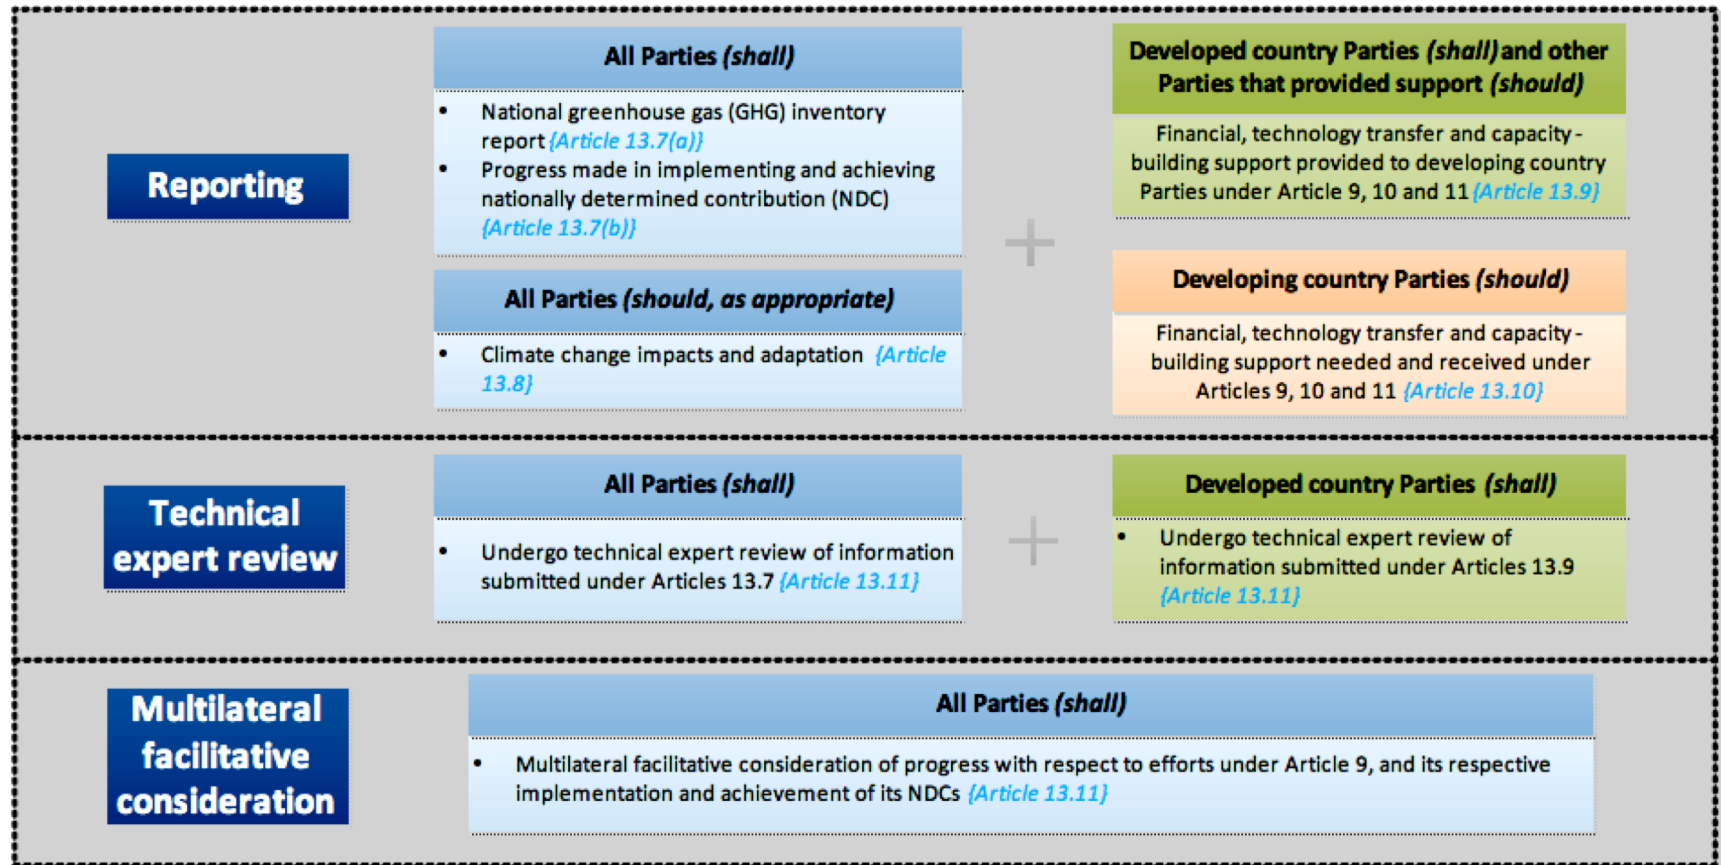 Reporting
All Parties (shall)
• National greenhouse gas (GHG) inventory
report {Article 13.7(a)}
• Progress made in implementing and achieving
nationally determined contribution (NDC)
{Article 13.7(b)}
All Parties (should, as appropriate)
• Climate change impacts and adaptation {Article
13.8}
+
Developed country Parties (shall) and other
Parties that provided support (should)
Financial, technology transfer and capacity -
building support provided to developing country
Parties under Article 9, 10 and 11 {Article 13.9}
Developing country Parties (should)
Financial, technology transfer and capacity -
building support needed and received under
Articles 9, 10 and 11 {Article 13.10}
Technical
expert review
All Parties (shall)
• Undergo technical expert review of information
submitted under Articles 13.7 {Article 13.11}
+
Developed country Parties (shall)
• Undergo technical expert review of
information submitted under Articles 13.9
{Article 13.11}
Multilateral
facilitative
consideration
All Parties (shall)
• Multilateral facilitative consideration of progress with respect to efforts under Article 9, and its respective
implementation and achievement of its NDCs {Article 13.11}